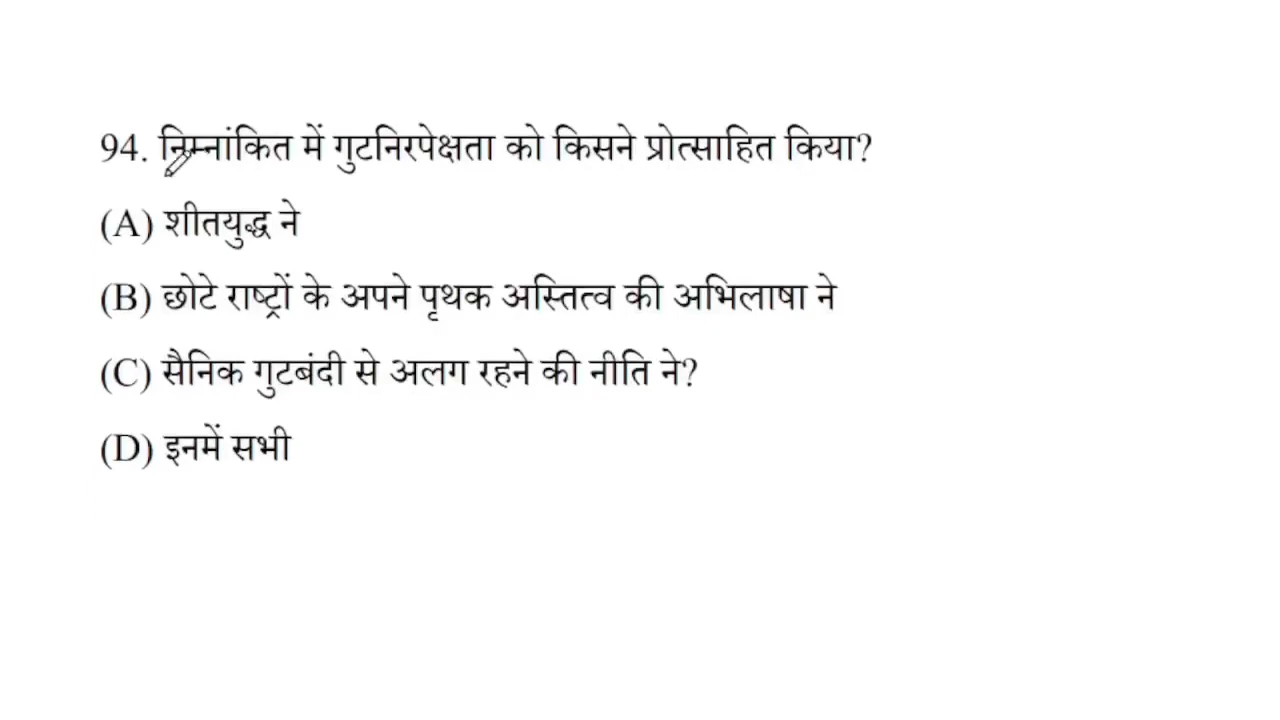 94. निम्नांकित में गुटनिरपेक्षता को किसने प्रोत्साहित किया?
(A) शीतयुद्ध ने
(B) छोटे राष्ट्रों के अपने पृथक अस्तित्व की अभिलाषा ने
(C) सैनिक गुटबंदी से अलग रहने की नीति ने?
(D) इनमें सभी